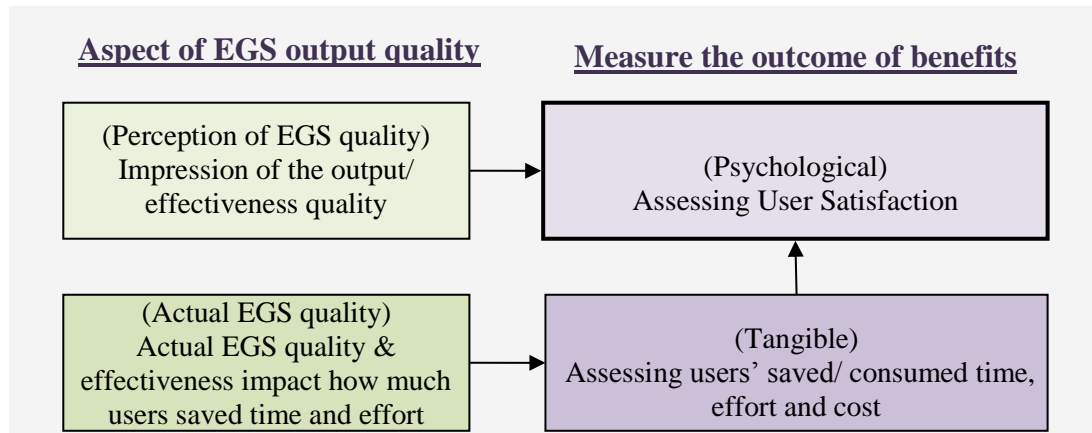 Aspect of EGS output quality
Measure the outcome of benefits
(Perception of EGS quality)
Impression of the output/
effectiveness quality
(Psychological)
Assessing User Satisfaction
(Actual EGS quality)
Actual EGS quality &
effectiveness impact how much
users saved time and effort
(Tangible)
Assessing users’ saved/ consumed time,
effort and cost